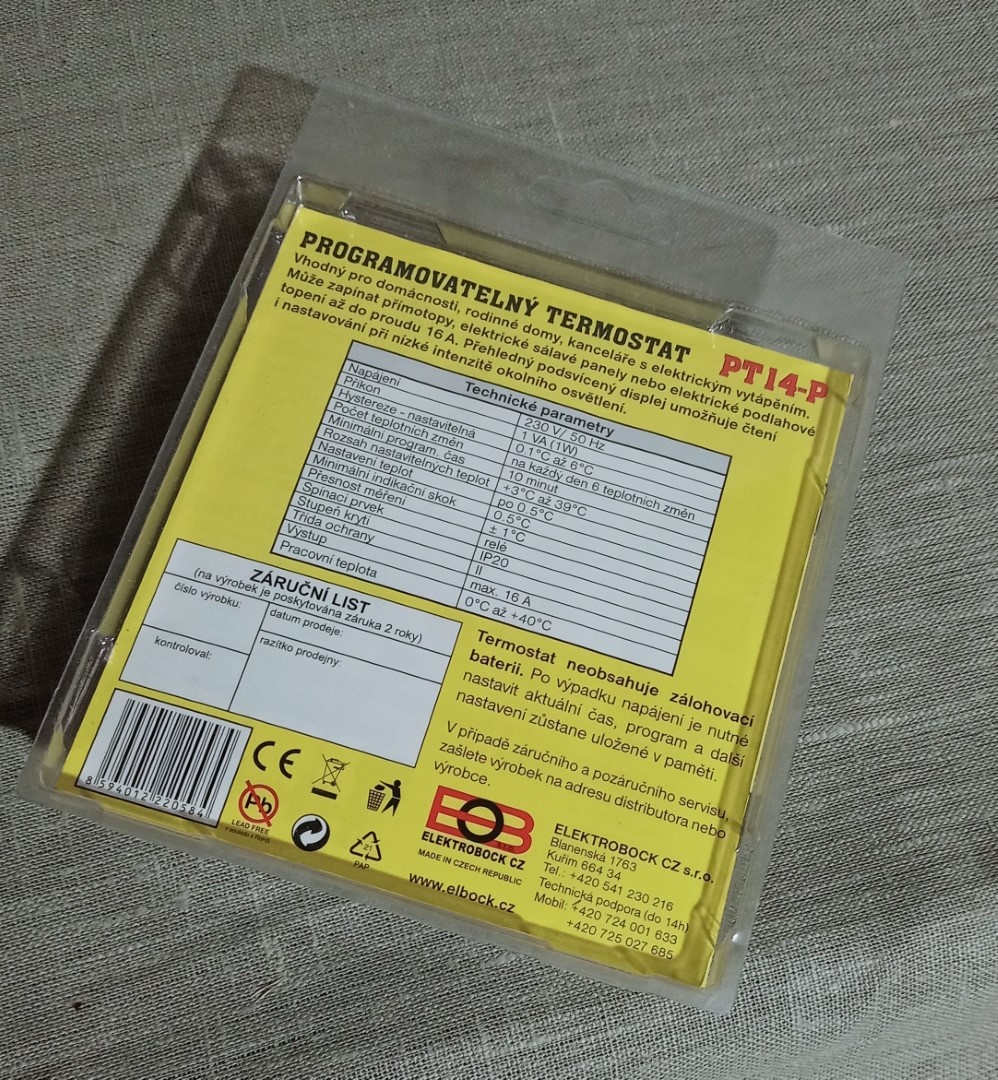 PROGRAMOVATELNÝ TERMOSTAT PT14-P
Vhodný pro domácnosti, rodinné domy, kanceláře s elektrickým vytápěním.
Může zapínat přímotopy, elektrické sálavé panely nebo elektrické podlahové
topení až do proudu 16 A. Přehledný podsvícený displej umožňuje čtení
i nastavování při nízké intenzitě okolního osvětlení.
Technické parametry
Napájení 230 V/ 50 Hz
Příkon 1 VA (1W)
Hystereze - nastavitelná 0.1°C až 6°C
Počet teplotních změn na každý den 6 teplotních změn
Minimální program. čas 10 minut
Rozsah nastavitelných teplot +3°C až 39°C
Nastavení teplot po 0.5°C
Minimální indikační skok 0.5°C
Přesnost měření ± 1°C
Spínací prvek relé
Stupeň krytí IP20
Třída ochrany II
Výstup max. 16 A
Pracovní teplota 0°C až +40°C
ZÁRUČNÍ LIST
(na výrobek je poskytována záruka 2 roky)
číslo výrobku: datum prodeje:
kontroloval: razítko prodejny:
Termostat neobsahuje zálohovací
baterii. Po výpadku napájení je nutné
nastavit aktuální čas, program a další
nastavení zůstane uložené v paměti.
V případě záručního a pozáručního servisu,
zašlete výrobek na adresu distributora nebo
výrobce.
8 594012 220584
CE
Pb
LEAD FREE
21
PAP
EOB
s.r.o.
ELEKTROBOCK CZ
MADE IN CZECH REPUBLIC
www.elbock.cz
ELEKTROBOCK CZ s.r.o.
Blanenská 1763
Kuřim 664 34
Tel.: +420 541 230 216
Technická podpora (do 14h)
Mobil: +420 724 001 633
+420 725 027 685